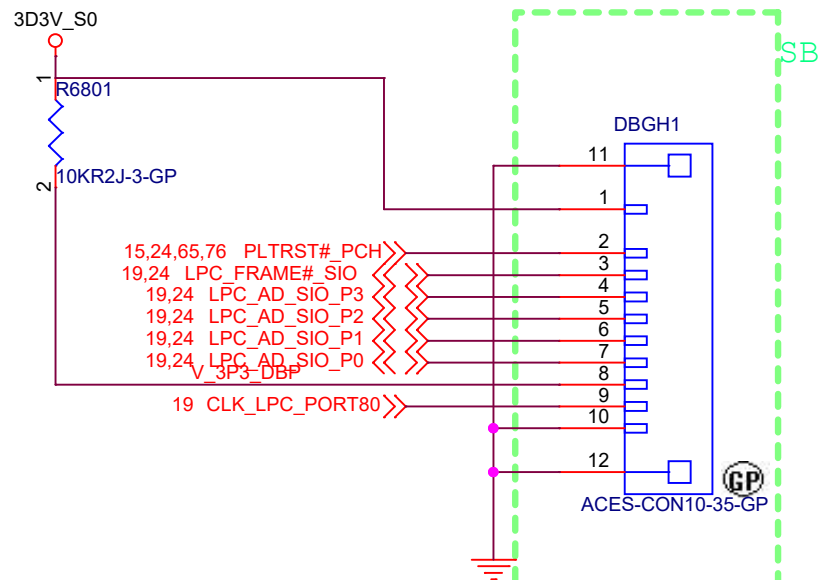 3D3V_S0
SB
1
R6801
DBGH1
11
2
10KR2J-3-GP
1
15,24,65,76 PLTRST#_PCH
2
19,24 LPC_FRAME#_SIO
3
19,24 LPC_AD_SIO_P3
4
19,24 LPC_AD_SIO_P2
5
19,24 LPC_AD_SIO_P1
6
19,24 LPC_AD_SIO_P0
7
V_3P3_DBP
8
19 CLK_LPC_PORT80
9
10
12
GP
ACES-CON10-35-GP